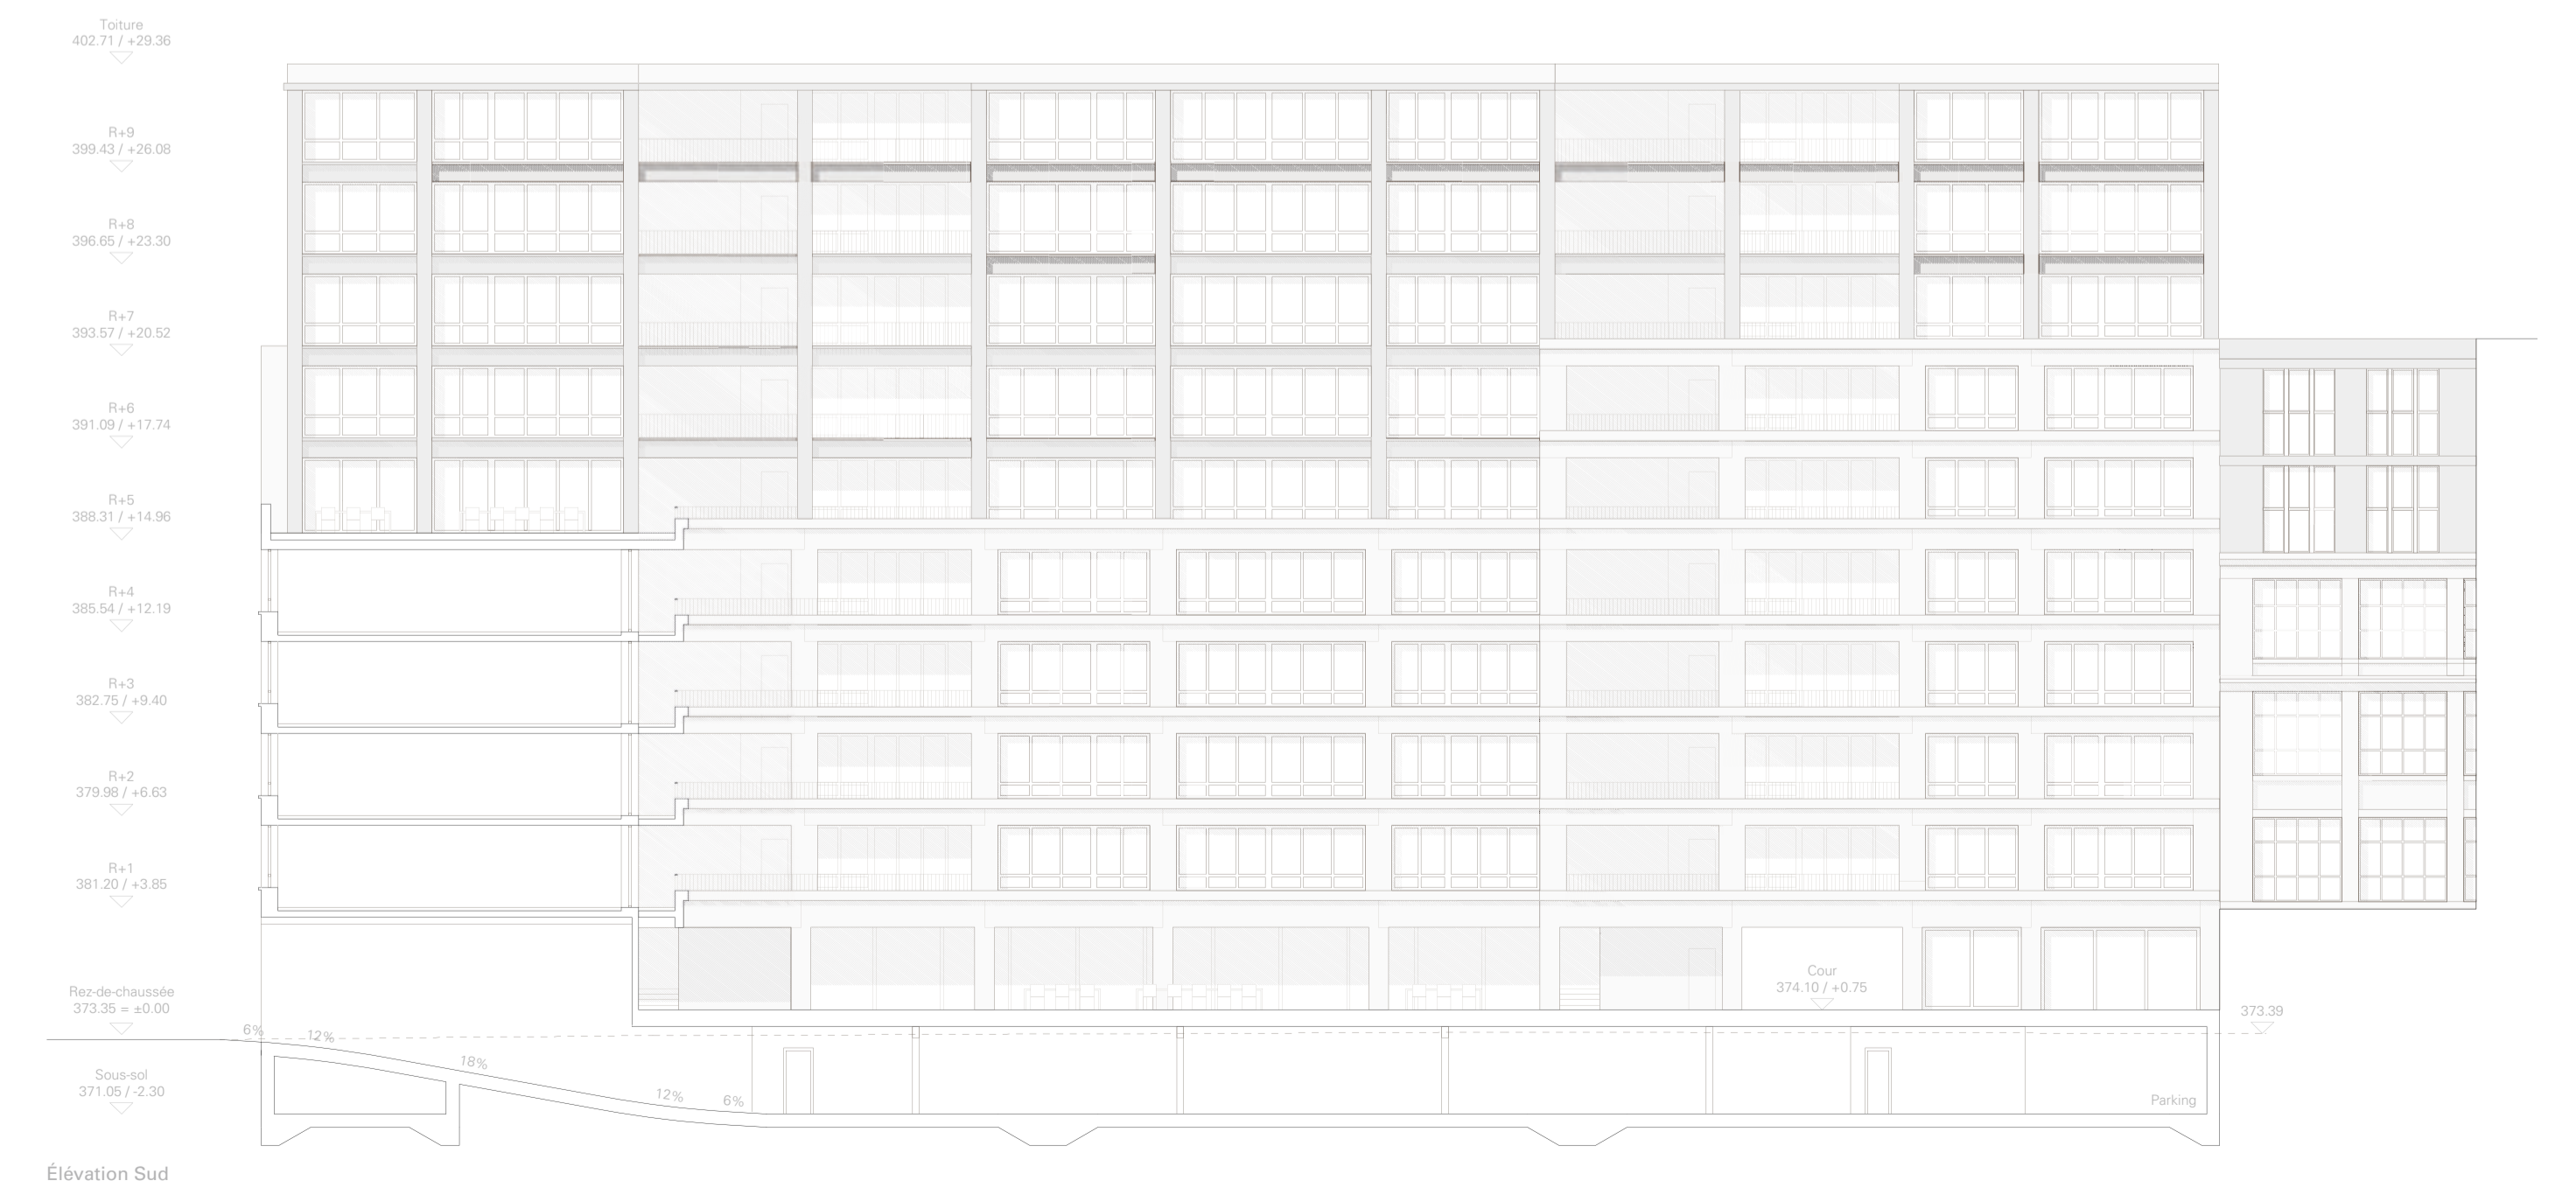 Toiture
402.71 / +29.36
R+9
399.43 / +26.08
R+8
396.65 / +23.30
R+7
393.57 / +20.52
R+6
391.09 / +17.74
R+5
388.31 / +14.96
R+4
385.54 / +12.19
R+3
382.75 / +9.40
R+2
379.98 / +6.63
R+1
381.20 / +3.85
Cour
374.10 / +0.75
Rez-de-chaussée
373.35 = ±0.00
373.39
6%
12%
18%
12%
6%
Sous-sol
371.05 / -2.30
Parking
Élévation Sud